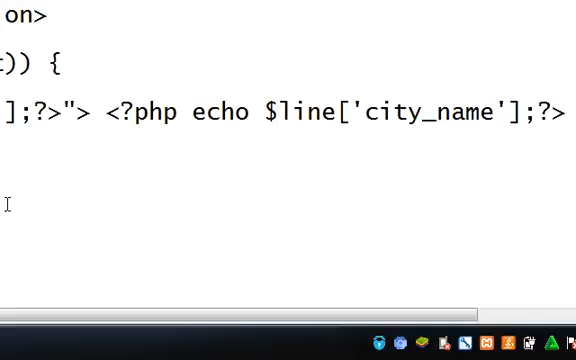 on>
)) {
];?>"> <?php echo $line['city_name'];?>